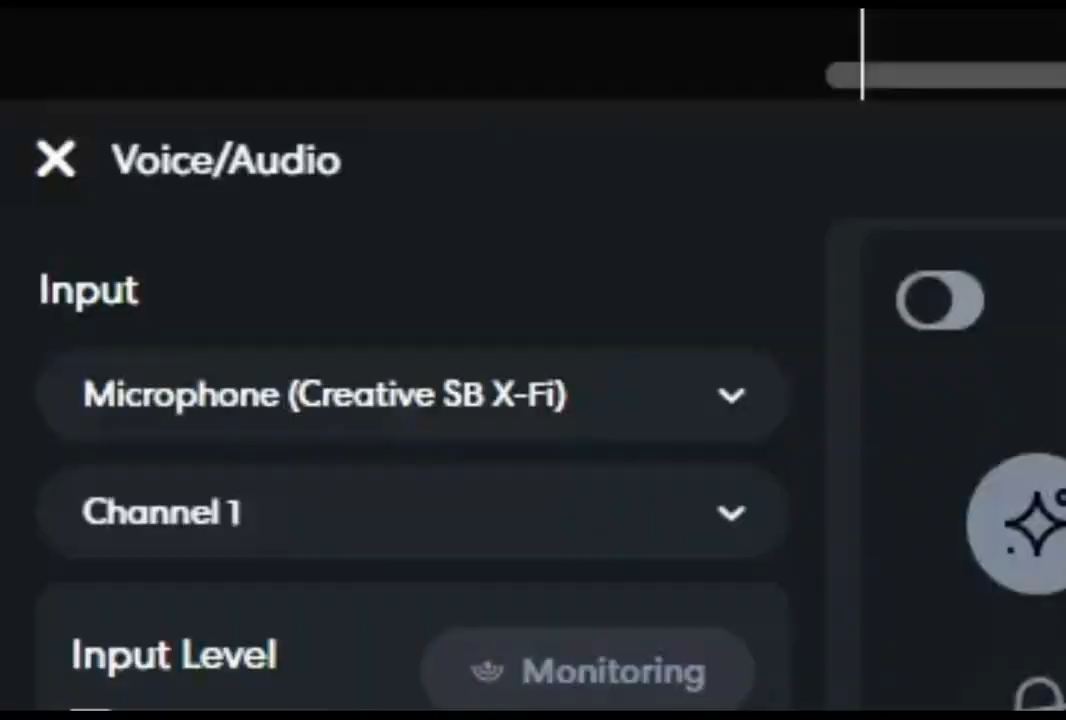 Voice/Audio
Input
Microphone (Creative SB X-Fi)
Channel 1
Input Level
Monitoring